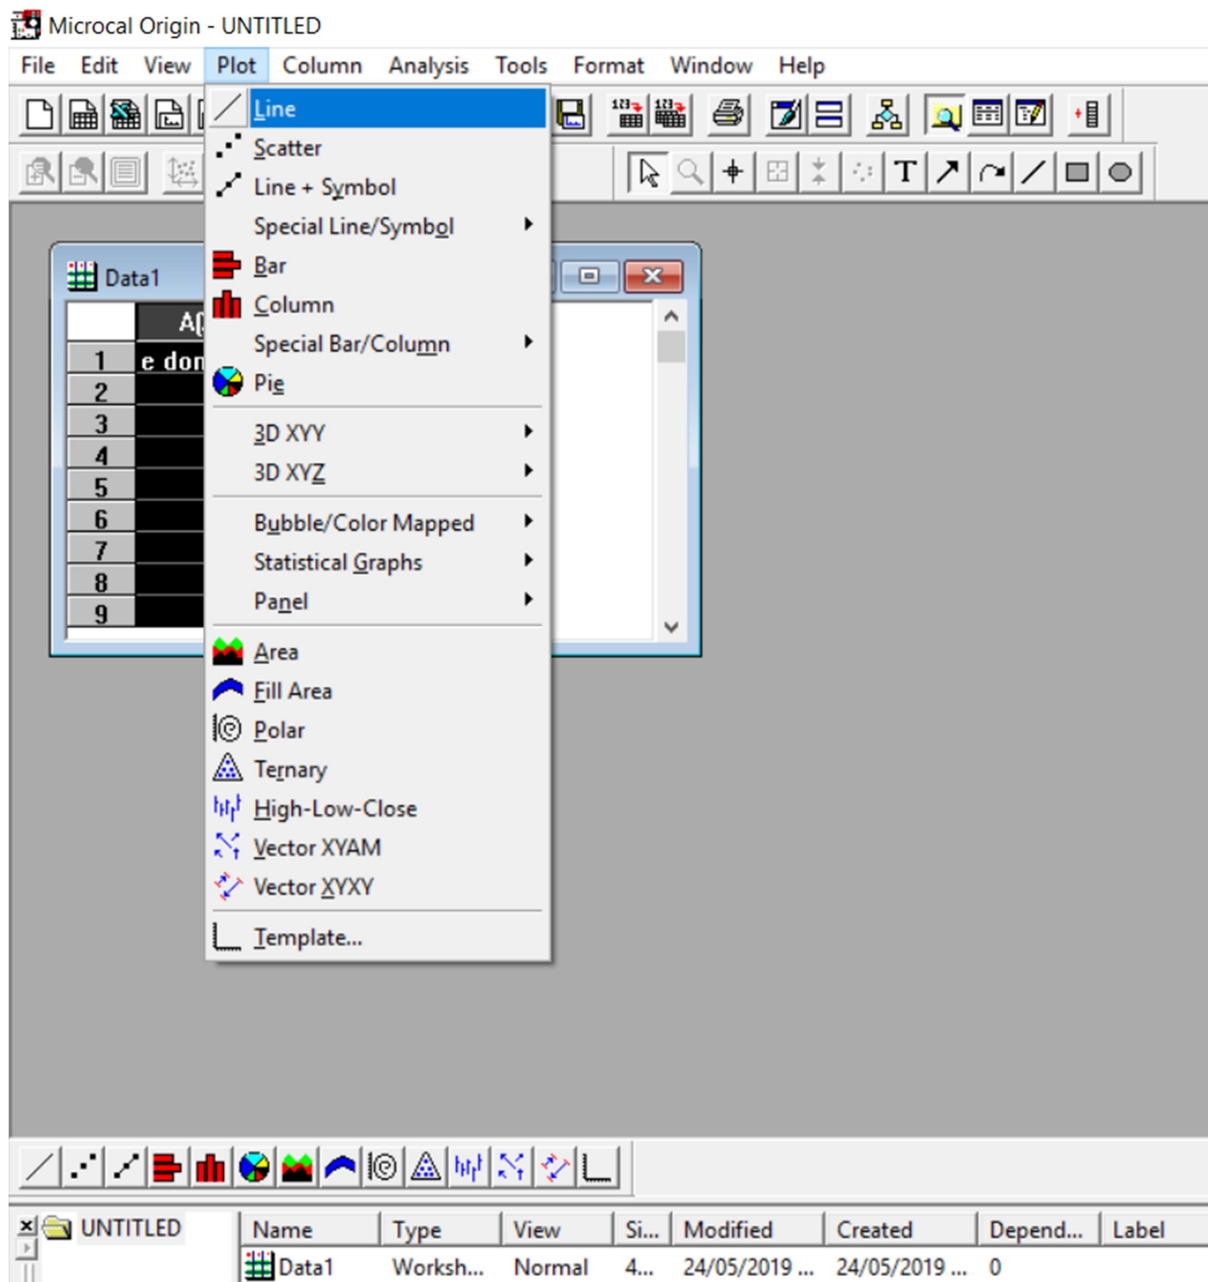 Microcal Origin - UNTITLED
File Edit View Plot Column Analysis Tools Format Window Help
Line
Scatter
Line + Symbol
Special Line/Symbol
Bar
Column
Special Bar/Column
Pie
3D XYY
3D XYZ
Bubble/Color Mapped
Statistical Graphs
Panel
Area
Fill Area
Polar
Ternary
High-Low-Close
Vector XYAM
Vector XYXY
Template...
T
Data1
A(
1 e don
2
3
4
5
6
7
8
9
UNTITLED
Name Type View Si... Modified Created Depend... Label
Data1 Worksh... Normal 4... 24/05/2019 ... 24/05/2019 ... 0